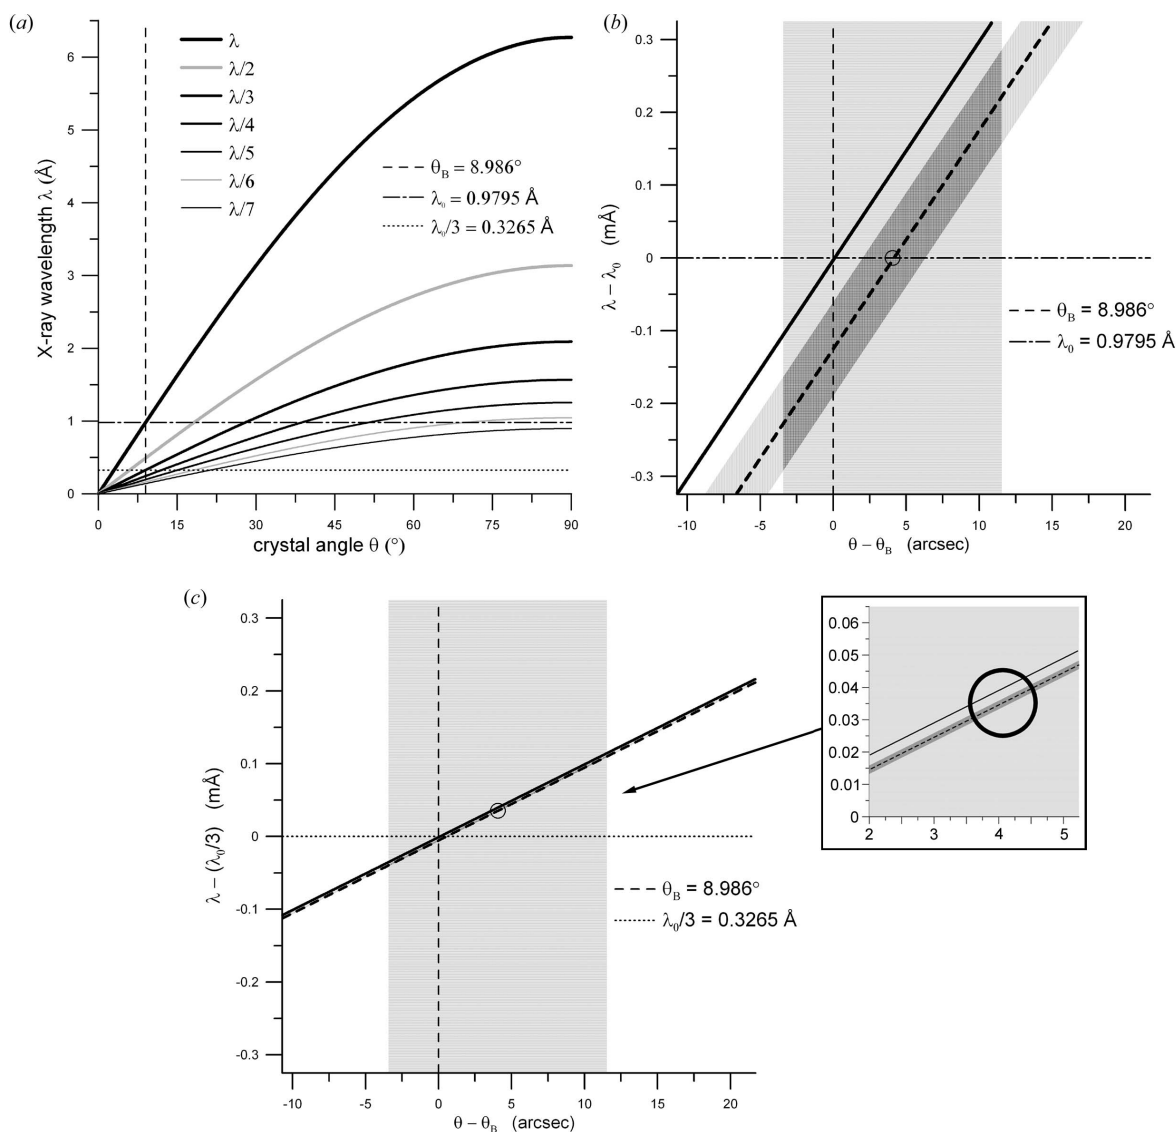 (a)
X-ray wavelength λ (Å)
6
5
4
3
2
1
0
λ
λ/2
λ/3
λ/4
λ/5
λ/6
λ/7
θB = 8.986°
λ0 = 0.9795 Å
λ0/3 = 0.3265 Å
0 15 30 45 60 75 90
crystal angle θ (°)
(b)
λ – λ0 (mÅ)
0.3
0.2
0.1
0
-0.1
-0.2
-0.3
θB = 8.986°
λ0 = 0.9795 Å
-10 -5 0 5 10 15 20
θ – θB (arcsec)
(c)
λ – (λ0/3) (mÅ)
0.3
0.2
0.1
0
-0.1
-0.2
-0.3
θB = 8.986°
λ0/3 = 0.3265 Å
-10 -5 0 5 10 15 20
θ – θB (arcsec)
0.06
0.05
0.04
0.03
0.02
0.01
0
2 3 4 5